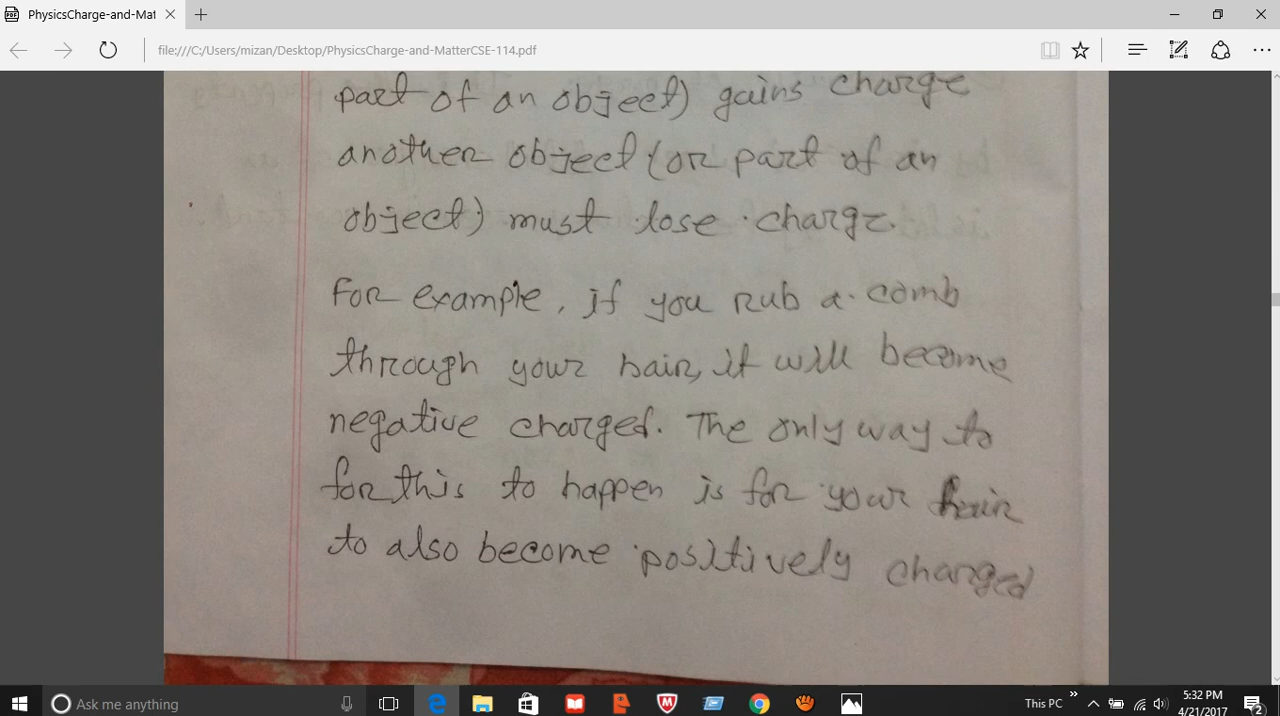 PhysicsCharge-and-Mat
file:///C:/Users/mizan/Desktop/PhysicsCharge-and-MatterCSE-114.pdf
part of an object) gains charge
another object (or part of an
object) must lose charge.
For example, if you rub a comb
through your hair, it will become
negative charged. The only way to
for this to happen is for your hair
to also become positively charged
Ask me anything
This PC
5:32 PM
4/21/2017
2